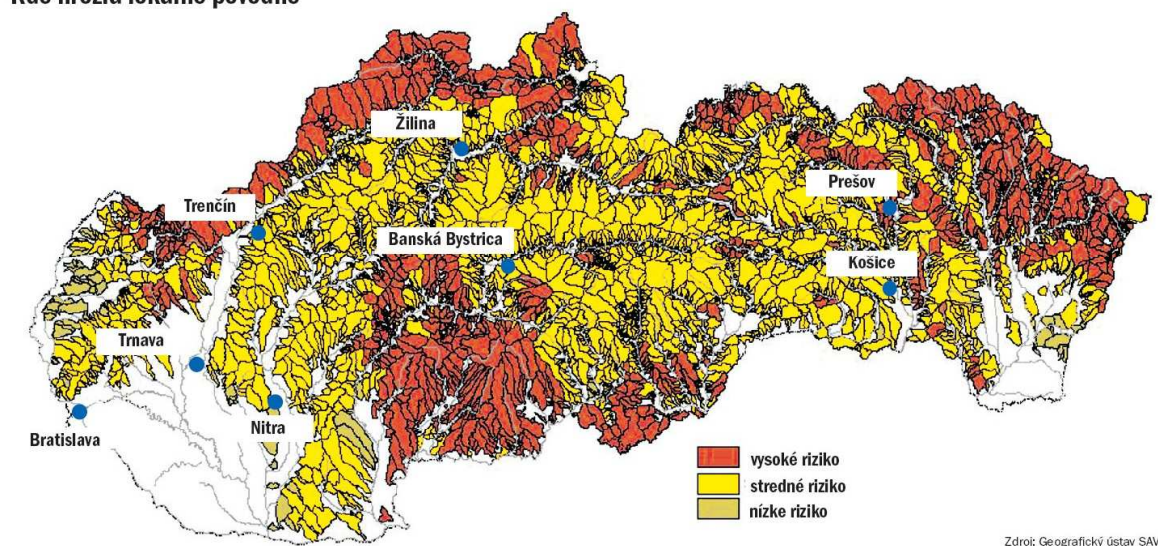 Kde hrozia lokálne povodne
Žilina
Trenčín
Prešov
Banská Bystrica
Košice
Trnava
Bratislava
Nitra
vysoké riziko
stredné riziko
nízke riziko
Zdroj: Geografický ústav SAV